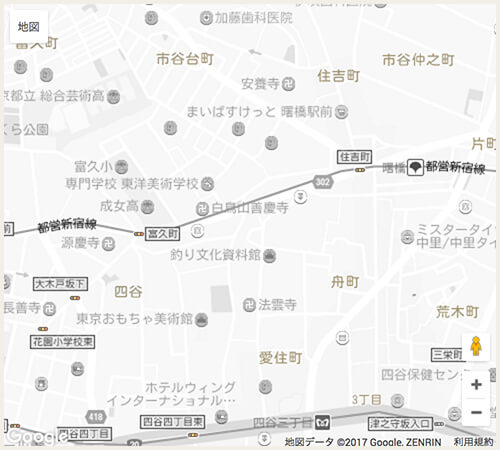 加藤歯科医院
地図
富久町
市谷台町
市谷仲之町
住吉町
安養寺
京都立 総合芸術高
まいばすけっと 曙橋駅前
くら公園
片町
住吉町
富久小
曙橋
都営新宿線
専門学校 東洋美術学校
302
成女高
白鳥山善慶寺
前
都営新宿線
富久町
源慶寺
ミスタータイ
中里/中里タ
釣り文化資料館
大木戸坂下
四谷
舟町
長善寺
法雲寺
荒木町
東京おもちゃ美術館
花園小学校東
愛住町
三栄町
四谷保健セン
ホテルウィング
インターナショナル…
3丁目
418
四谷四丁目東
四谷三丁目
津之守坂入口
四谷四丁目
20
Google
地図データ ©2017 Google, ZENRIN
利用規約